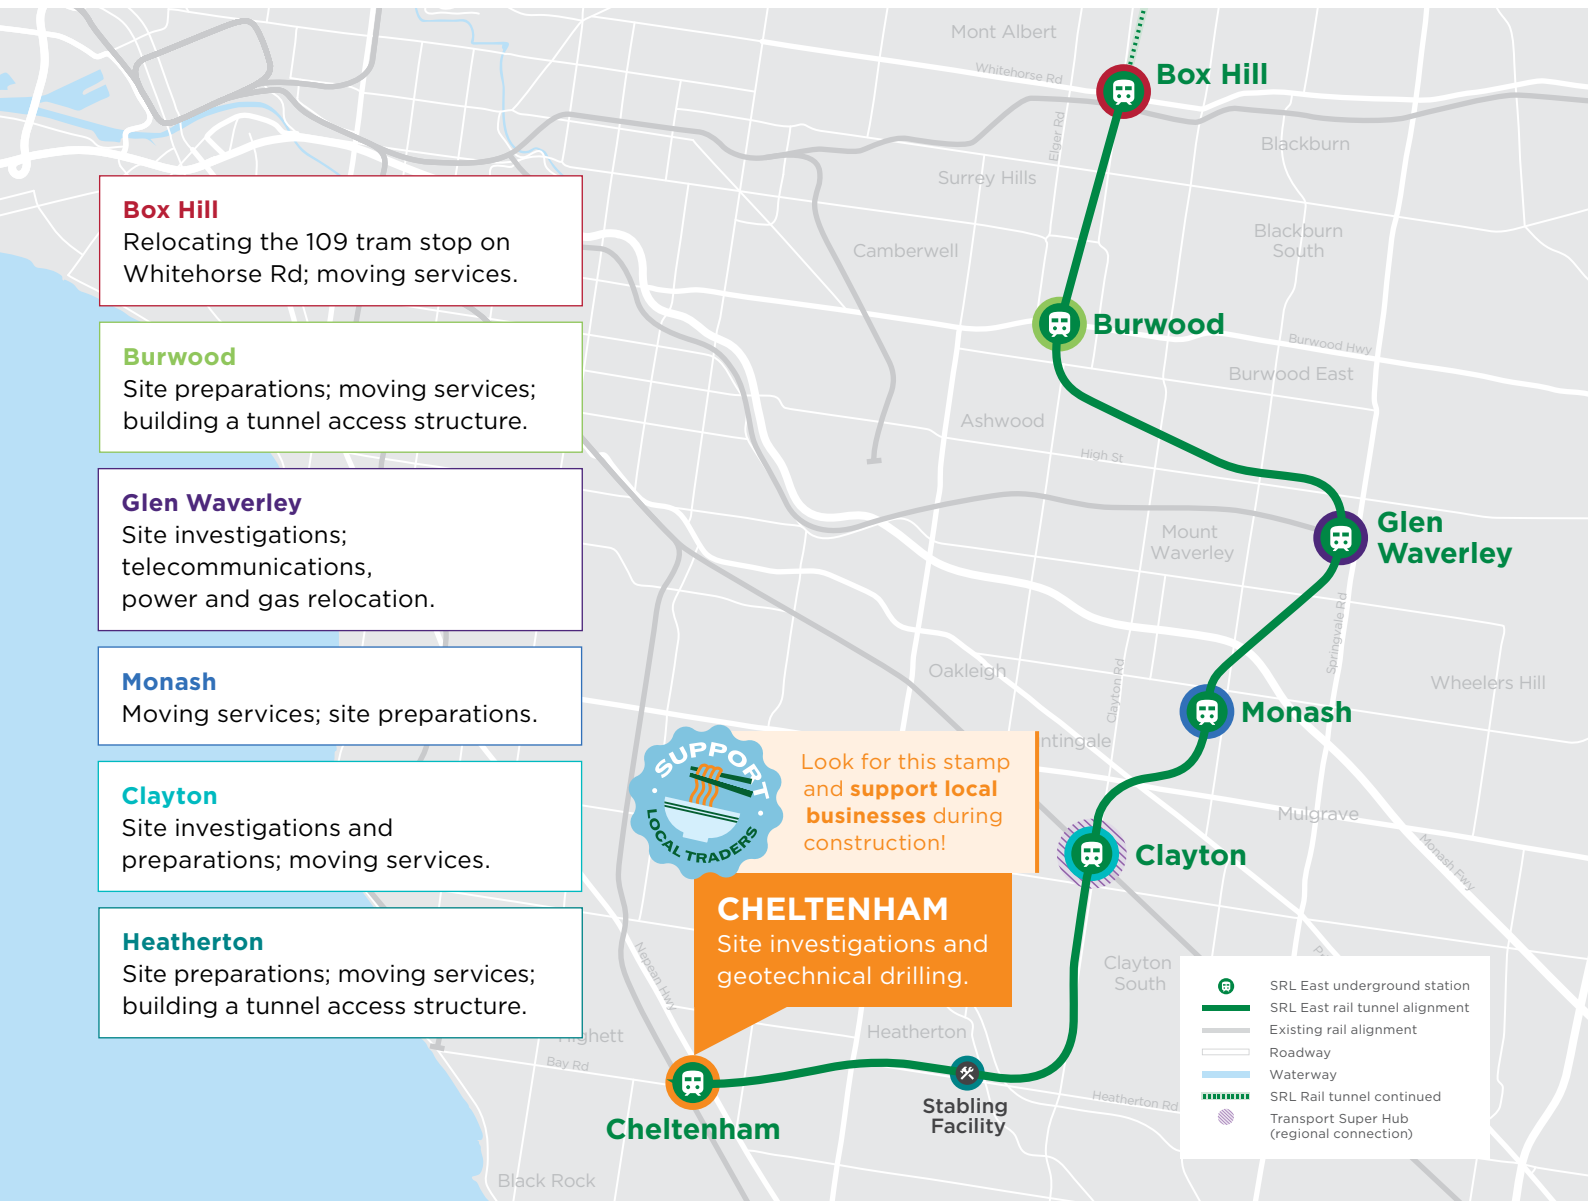 Mont Albert
Whitehorse Rd
Box Hill
Elger Rd
Blackburn
Surrey Hills
Blackburn
South
Camberwell
Burwood
Burwood Hwy
Burwood East
Ashwood
High St
Glen
Waverley
Mount
Waverley
Springvale Rd
Oakleigh
Clayton Rd
Wheelers Hill
Monash
ntingale
Mulgrave
Monash Fwy
Clayton
Clayton
South
Box Hill
Relocating the 109 tram stop on
Whitehorse Rd; moving services.
Burwood
Site preparations; moving services;
building a tunnel access structure.
Glen Waverley
Site investigations;
telecommunications,
power and gas relocation.
Monash
Moving services; site preparations.
Clayton
Site investigations and
preparations; moving services.
Heatherton
Site preparations; moving services;
building a tunnel access structure.
SUPPORT
LOCAL TRADERS
Look for this stamp
and support local
businesses during
construction!
CHELTENHAM
Site investigations and
geotechnical drilling.
Nepean Hwy
Highett
Bay Rd
Heatherton
Cheltenham
Stabling
Facility
Heatherton Rd
Black Rock
SRL East underground station
SRL East rail tunnel alignment
Existing rail alignment
Roadway
Waterway
SRL Rail tunnel continued
Transport Super Hub
(regional connection)